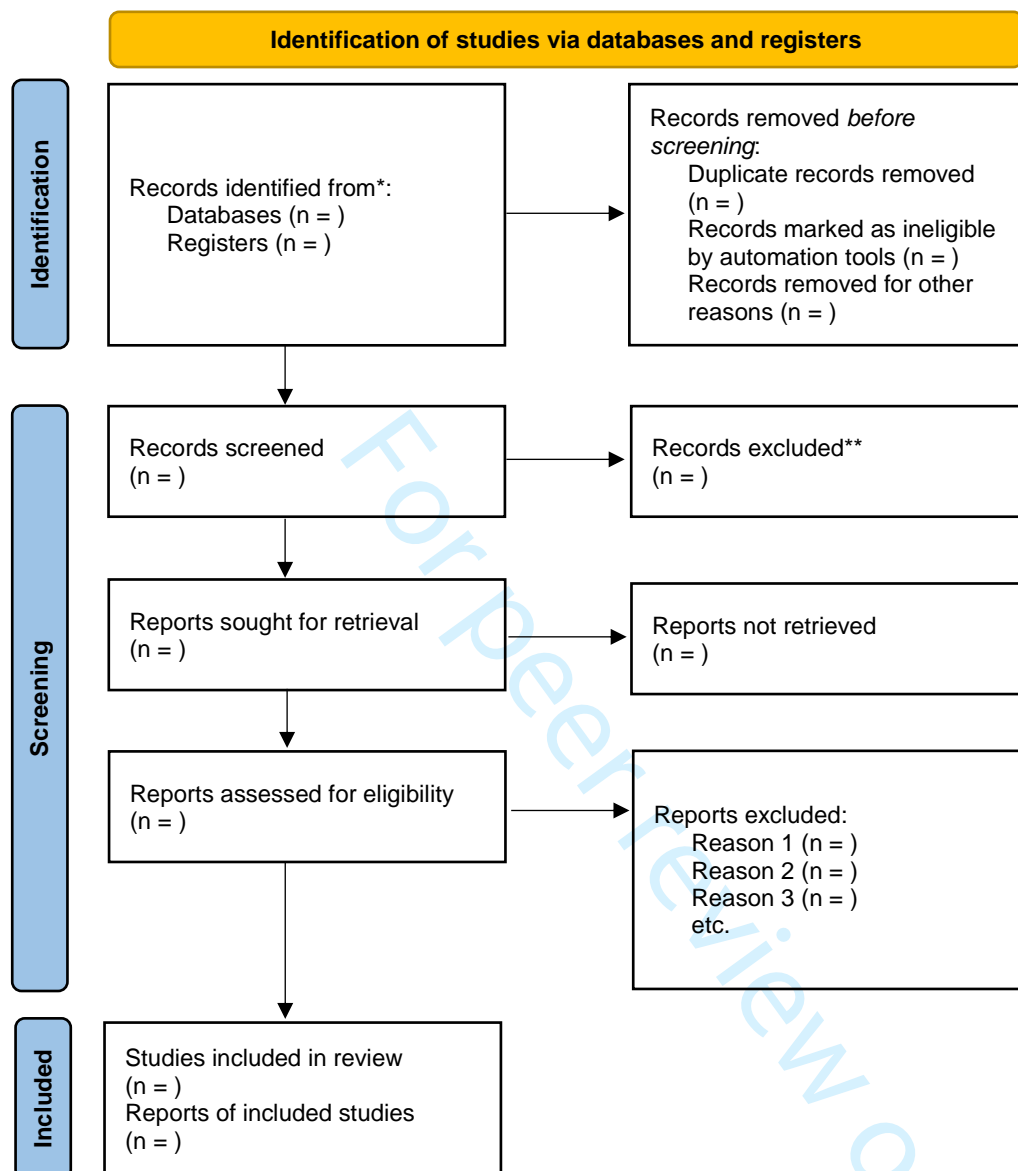 Identification of studies via databases and registers
Identification
Records identified from*:
Databases (n = )
Registers (n = )
Records removed before
screening:
Duplicate records removed
(n = )
Records marked as ineligible
by automation tools (n = )
Records removed for other
reasons (n = )
Screening
Records screened
(n = )
Records excluded**
(n = )
Reports sought for retrieval
(n = )
Reports not retrieved
(n = )
Reports assessed for eligibility
(n = )
Reports excluded:
Reason 1 (n = )
Reason 2 (n = )
Reason 3 (n = )
etc.
Included
Studies included in review
(n = )
Reports of included studies
(n = )
For peer review